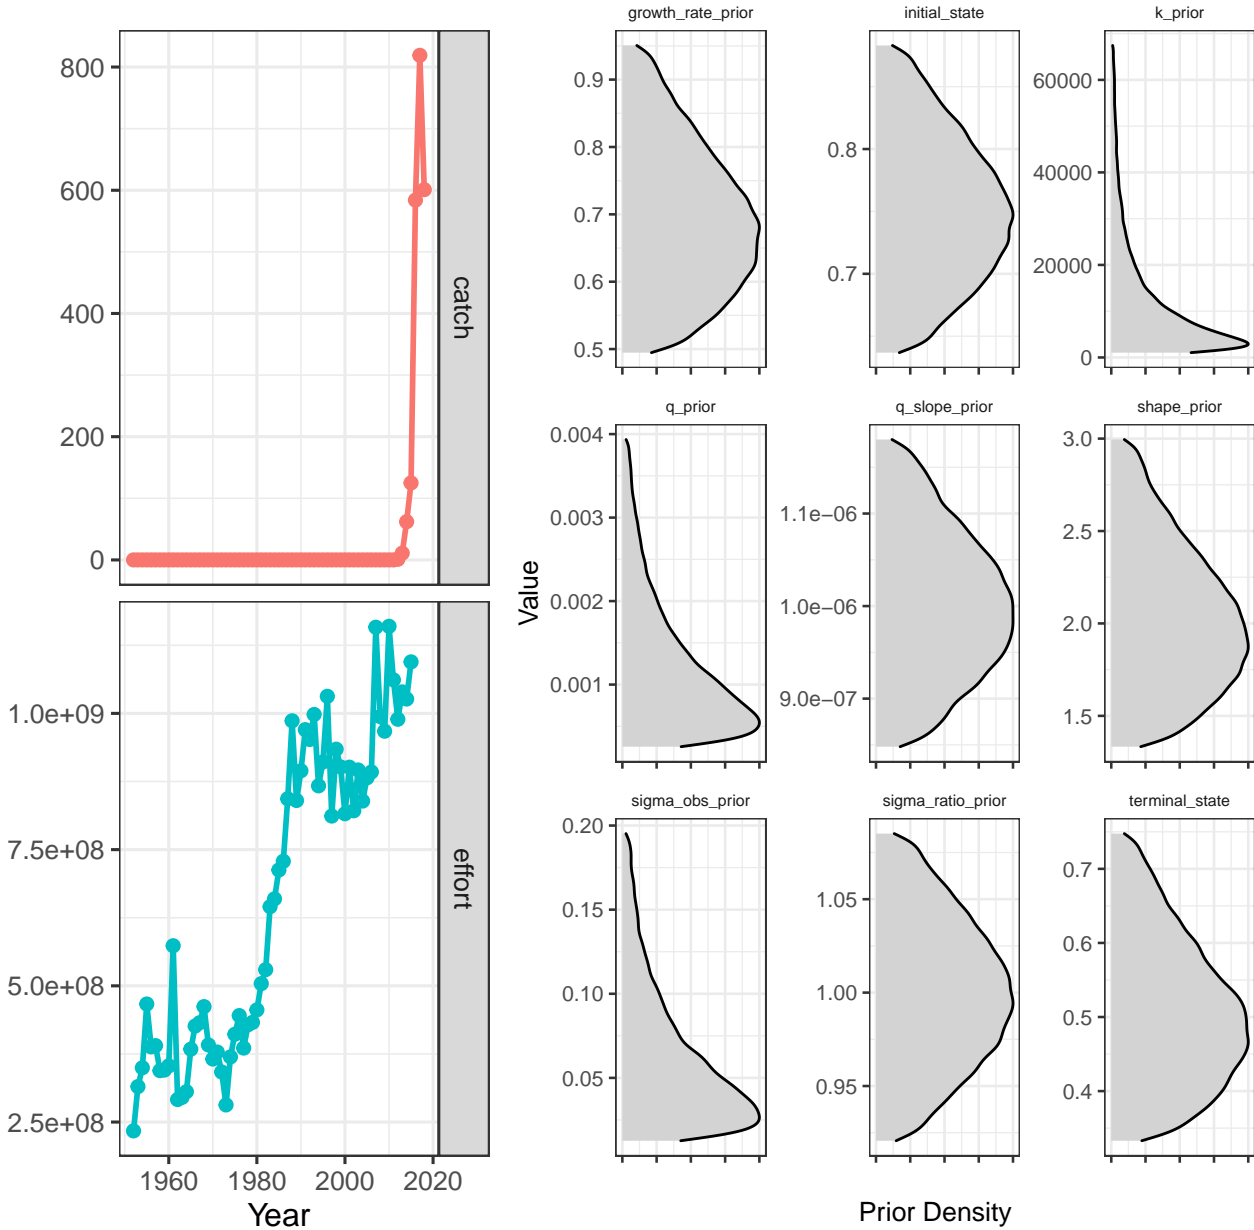 growth_rate_prior
initial_state
k_prior
800
600
400
200
0
catch
0.9
0.8
0.7
0.6
0.5
0.8
0.7
60000
40000
20000
0
q_prior
q_slope_prior
shape_prior
1.0e+09
7.5e+08
5.0e+08
2.5e+08
effort
1960
1980
2000
2020
Year
Value
0.004
0.003
0.002
0.001
1.1e−06
1.0e−06
9.0e−07
3.0
2.5
2.0
1.5
sigma_obs_prior
sigma_ratio_prior
terminal_state
0.20
0.15
0.10
0.05
1.05
1.00
0.95
0.7
0.6
0.5
0.4
Prior Density